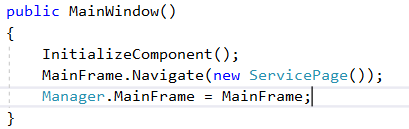 public MainWindow()
{
InitializeComponent();
MainFrame.Navigate(new ServicePage());
Manager.MainFrame = MainFrame;
}